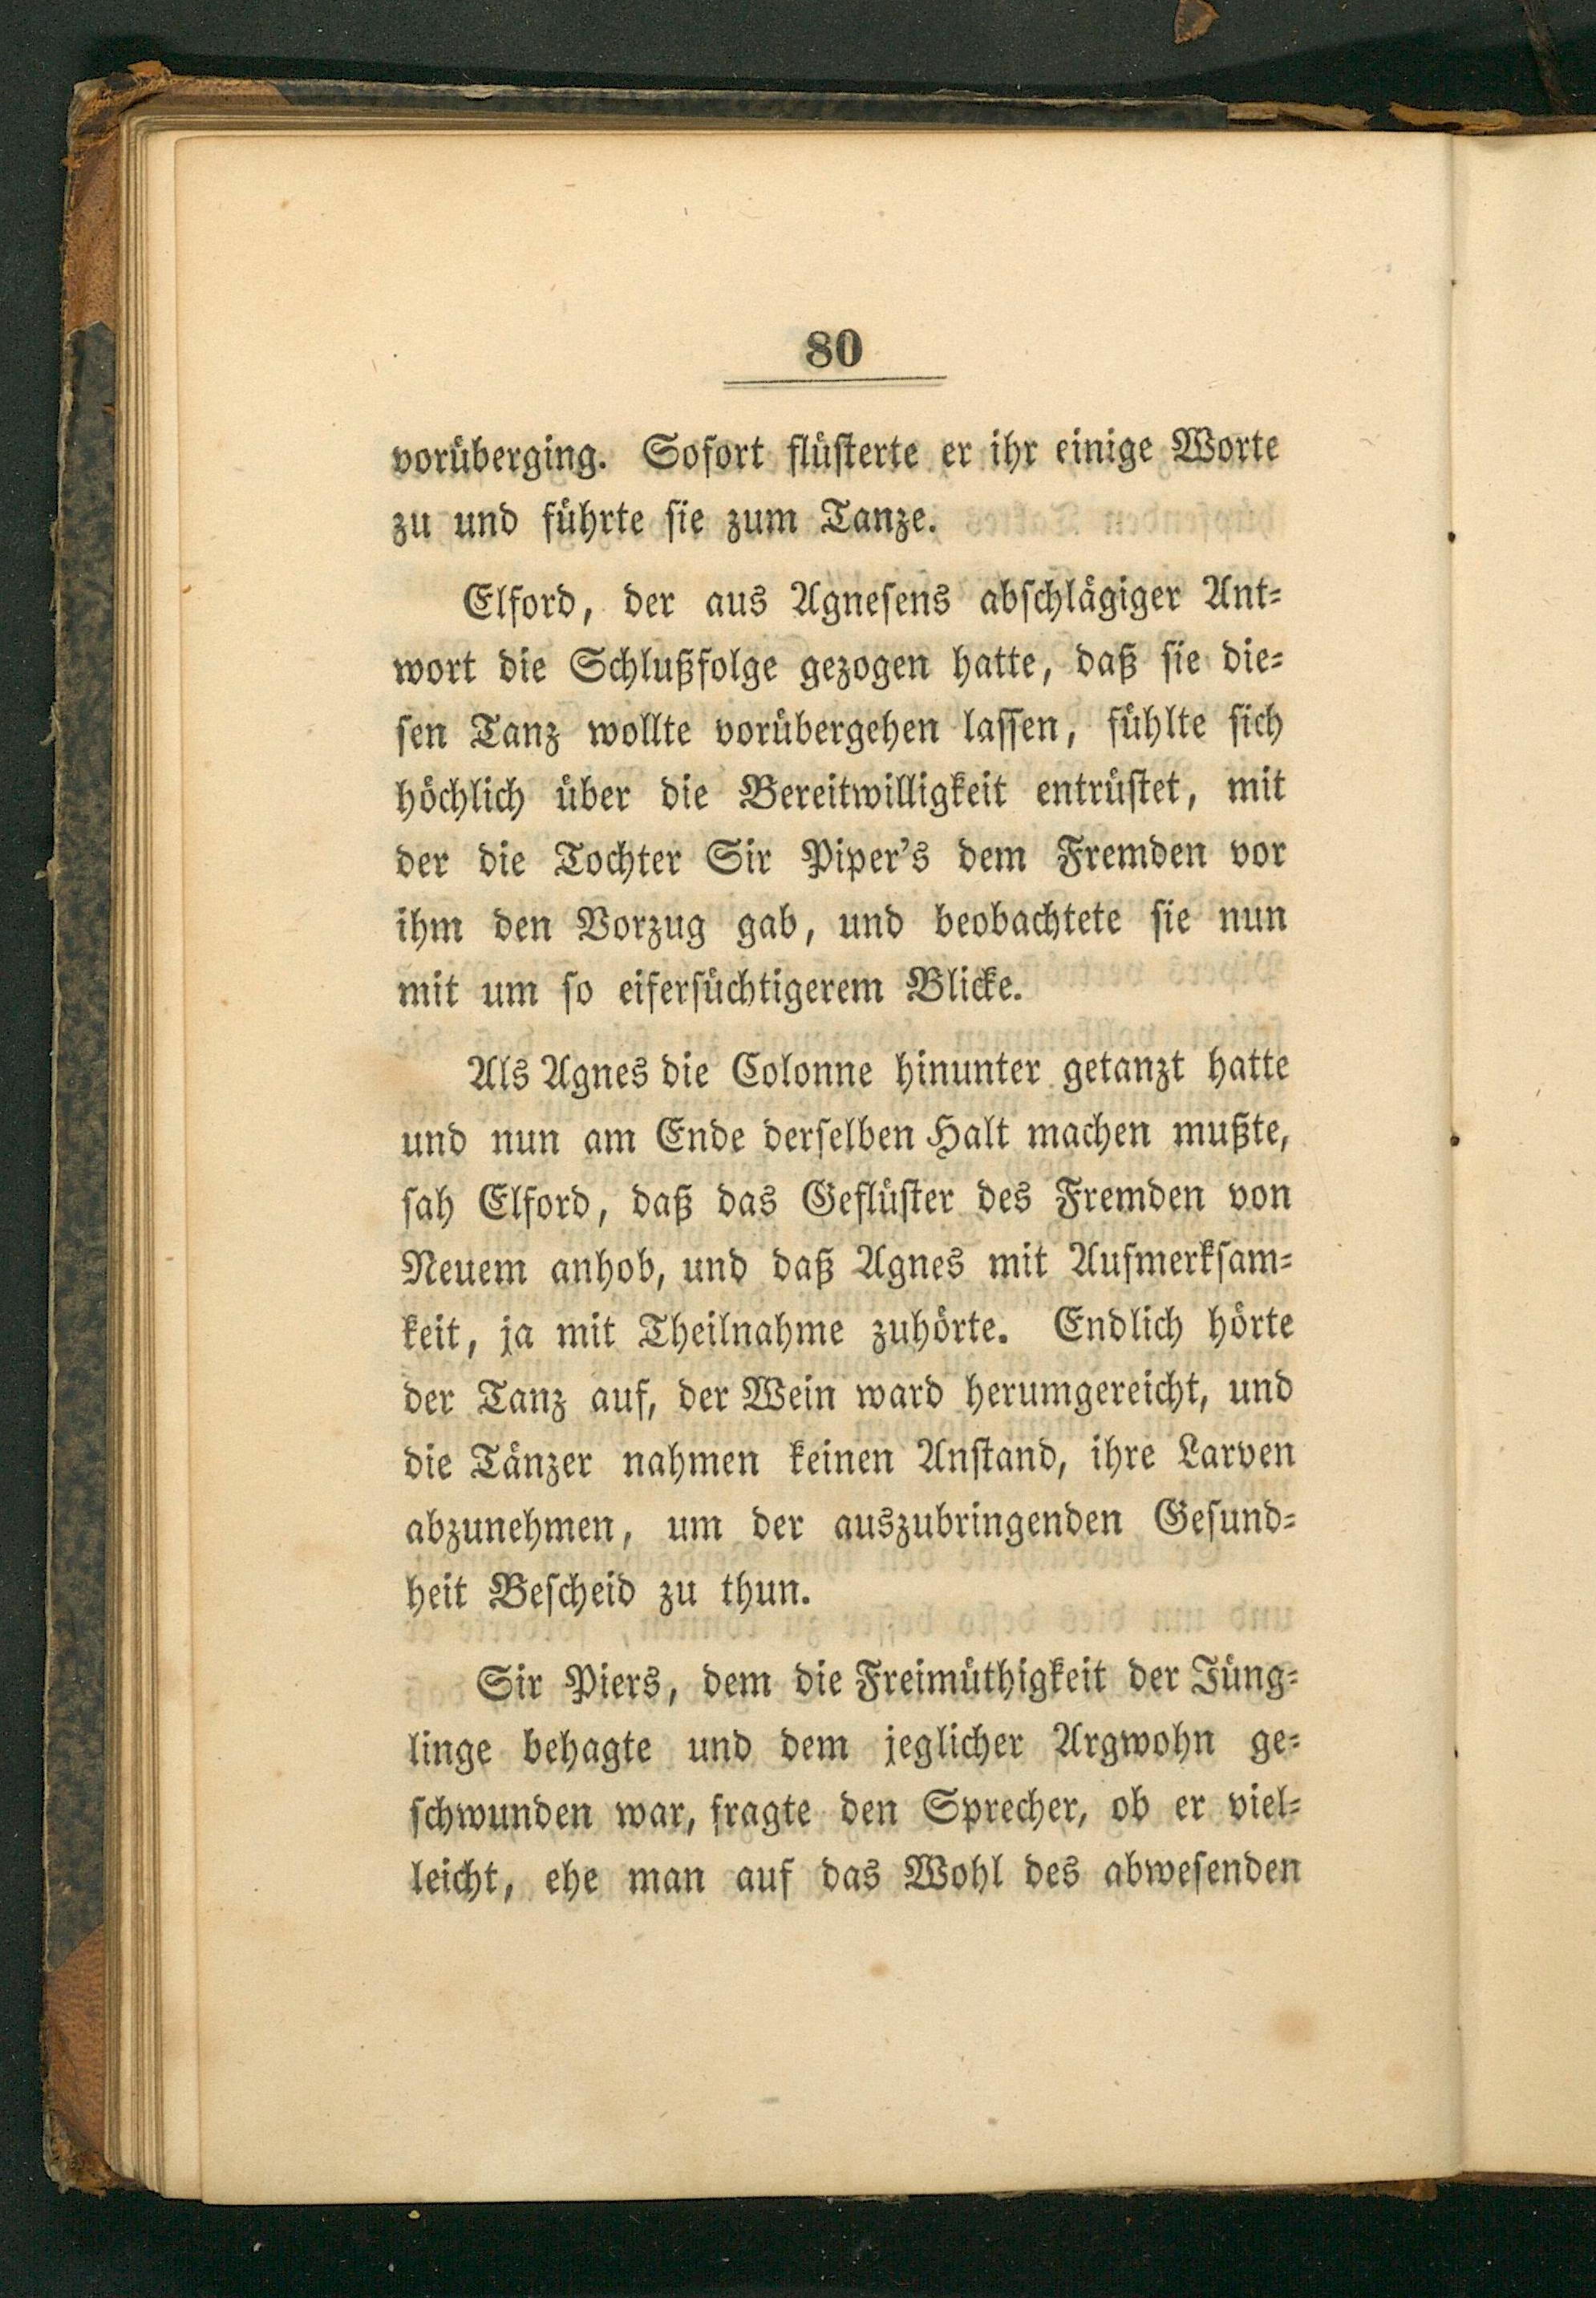 80
vorüberging. Sofort flüſterte er ihr einige Worte
zu und führte ſie zum Tanze.
Elford, der aus Agneſens abſchlägiger Ant⸗
wort die Schlußfolge gezogen hatte, daß ſie die⸗
ſen Tanz wollte vorübergehen laſſen, fühlte ſich
höchlich über die Bereitwilligkeit entrüſtet, mit
der die Tochter Sir Piper's dem Fremden vor
ihm den Vorzug gab, und beobachtete ſie nun
mit um ſo eiferſüchtigerem Blicke.
Als Agnes die Colonne hinunter getanzt hatte
und nun am Ende derſelben Halt machen mußte,
ſah Elford, daß das Geflüſter des Fremden von
Neuem anhob, und daß Agnes mit Aufmerkſam⸗
keit, ja mit Theilnahme zuhörte. Endlich hörte
der Tanz auf, der Wein ward herumgereicht, und
die Tänzer nahmen keinen Anſtand, ihre Larven
abzunehmen, um der auszubringenden Geſund⸗
heit Beſcheid zu thun.
Sir Piers, dem die Freimüthigkeit der Jüng⸗
linge behagte und dem jeglicher Argwohn ge⸗
ſchwunden war, fragte den Sprecher, ob er viel⸗
leicht, ehe man auf das Wohl des abweſenden